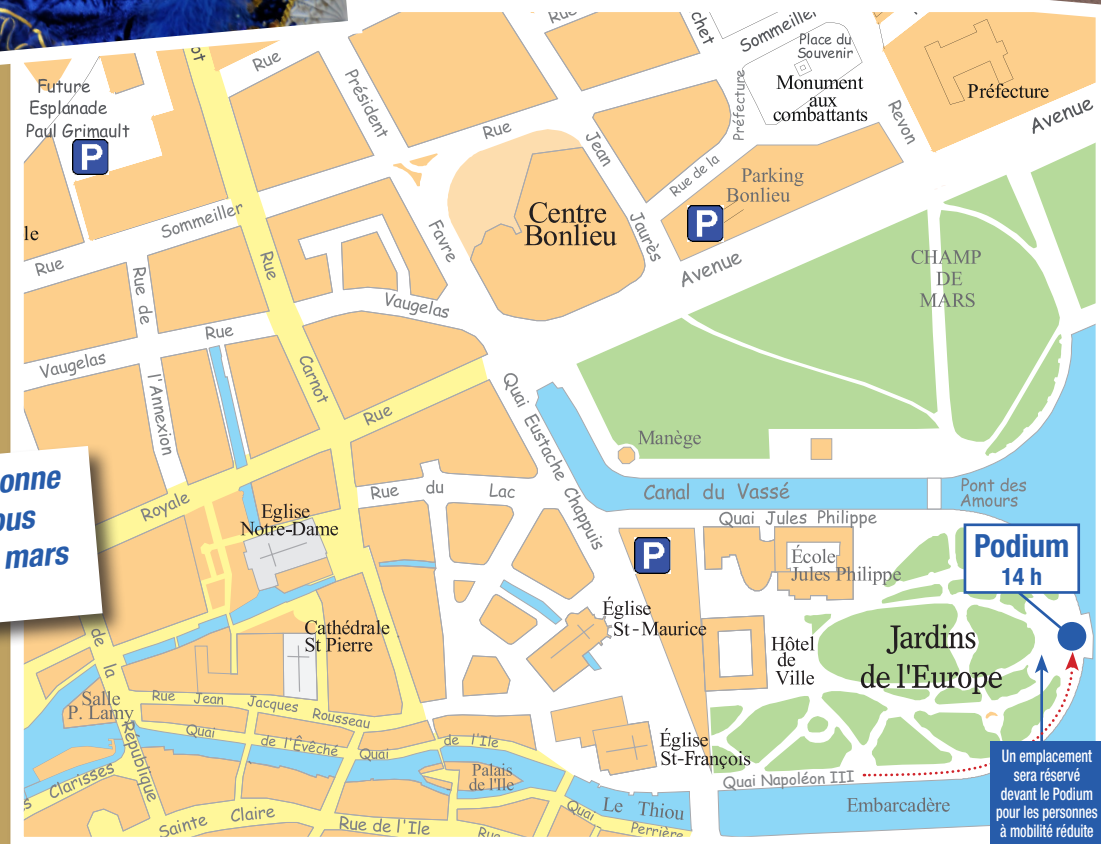 Rue
chet
Sommeiller
Place du
Souvenir
Monument
aux
combattants
Préfecture
Préfecture
Avenue
Revon
Future
Esplanade
Paul Grimault
P
Rue
Président
Rue
Jean
Rue de la
Parking
Bonlieu
P
Centre
Bonlieu
Jaurès
Favre
Avenue
Sommeiller
le
Rue
Rue
Rue de
CHAMP
DE
MARS
Vaugelas
Rue
Vaugelas
l'Annexion
Carnot
Rue
Quai Eustache Chappuis
Manège
onne
ous
mars
Rue du Lac
Canal du Vassé
Pont des
Amours
Royale
Eglise
Notre-Dame
Quai Jules Philippe
P
École
Jules Philippe
Podium
14 h
Église
St-Maurice
Cathédrale
St Pierre
Hôtel
de
Ville
Jardins
de l'Europe
de la
République
Salle
P. Lamy
Rue Jean Jacques Rousseau
Quai de l'Évêché
Quai de l'Ile
Église
St-François
Palais
de l'Ile
Clarisses
Quai Napoléon III
Un emplacement
sera réservé
devant le Podium
pour les personnes
à mobilité réduite
Le Thiou
Embarcadère
Sainte Claire
Rue de l'Ile
Quai
Perrière